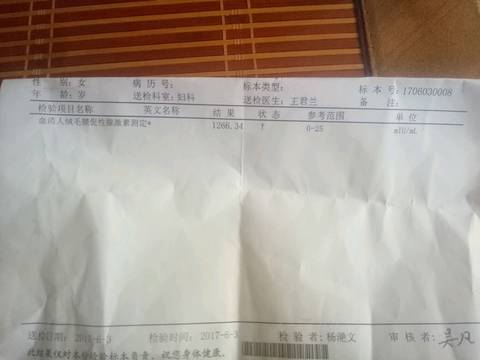 性 别:女 病 历 号: 标本类型: 标 本 号:1706030008
年 龄:岁 送检科室:妇科 送检医生: 王君兰 备 注:
检验项目名称 英文名称 结 果 状 态 参考范围 单 位
血清人绒毛膜促性腺激素测定* 1266.34 ↑ 0-25 mIU/mL
送检日期: 2017-6-3 检验时间: 2017-6-3 检 验 者:杨滟文 审 核 者: 吴凡
此结果仅对本份检验标本负责，祝您身体健康。